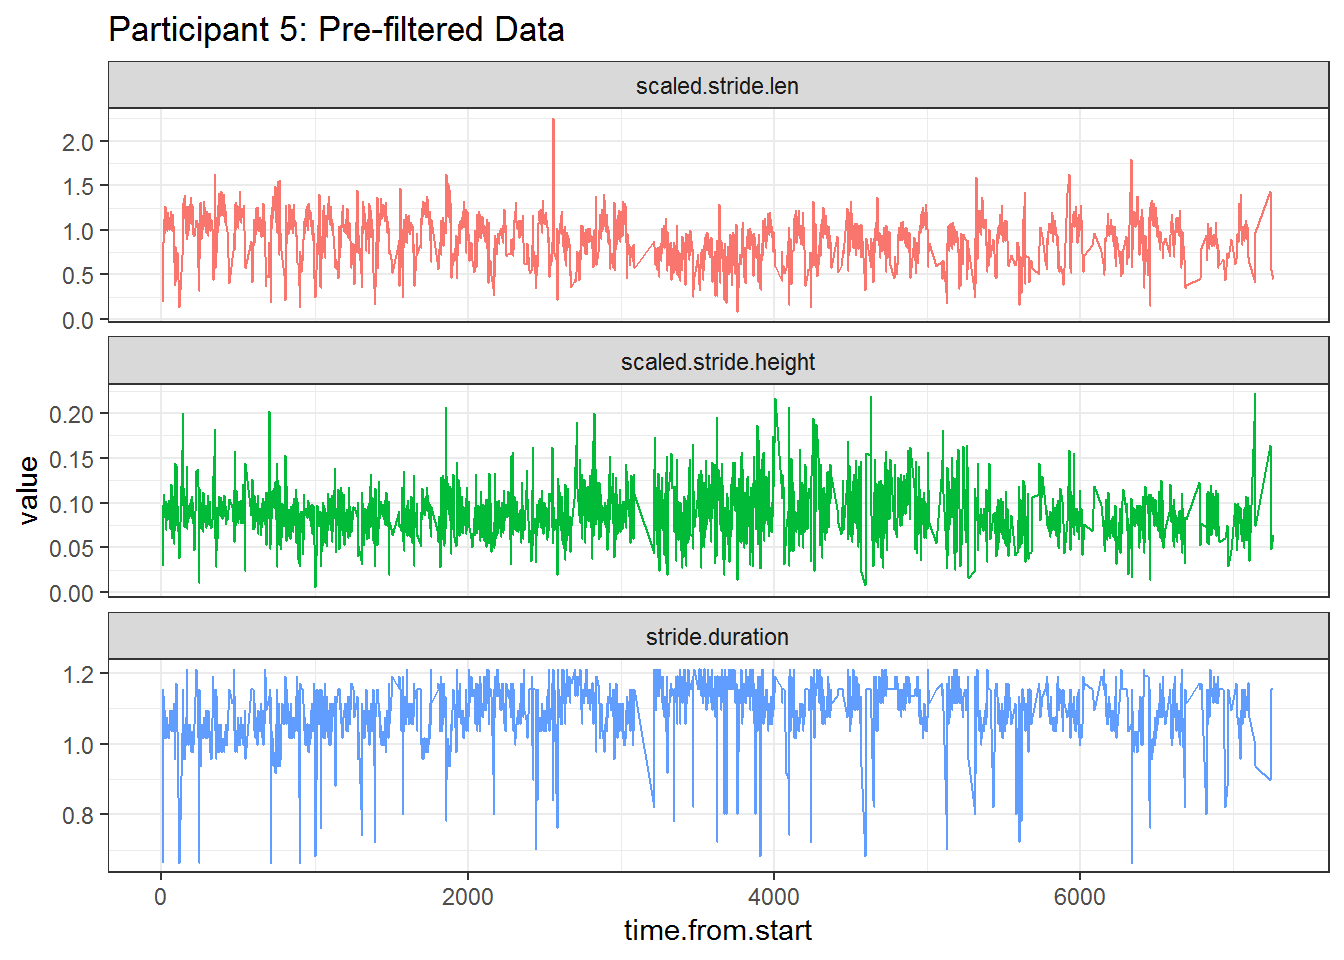 Participant 5: Pre-filtered Data
scaled.stride.len
2.0
1.5
1.0
0.5
0.0
scaled.stride.height
0.20
0.15
0.10
0.05
0.00
value
stride.duration
1.2
1.0
0.8
0 2000 4000 6000
time.from.start